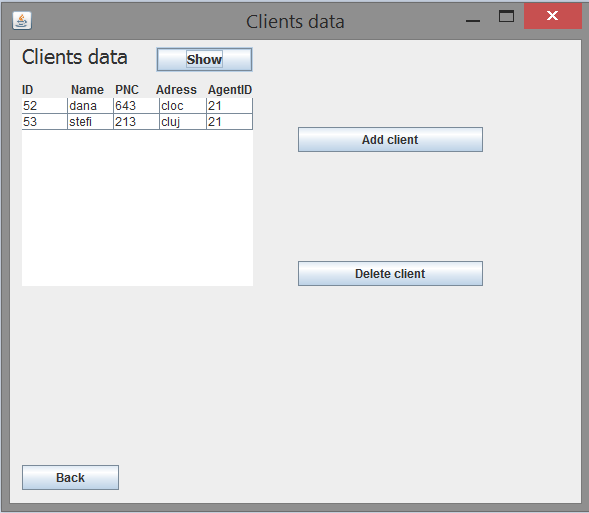 Clients data
Clients data Show
ID Name PNC Adress AgentID
52 dana 643 cloc 21
53 stefi 213 cluj 21
Add client
Delete client
Back